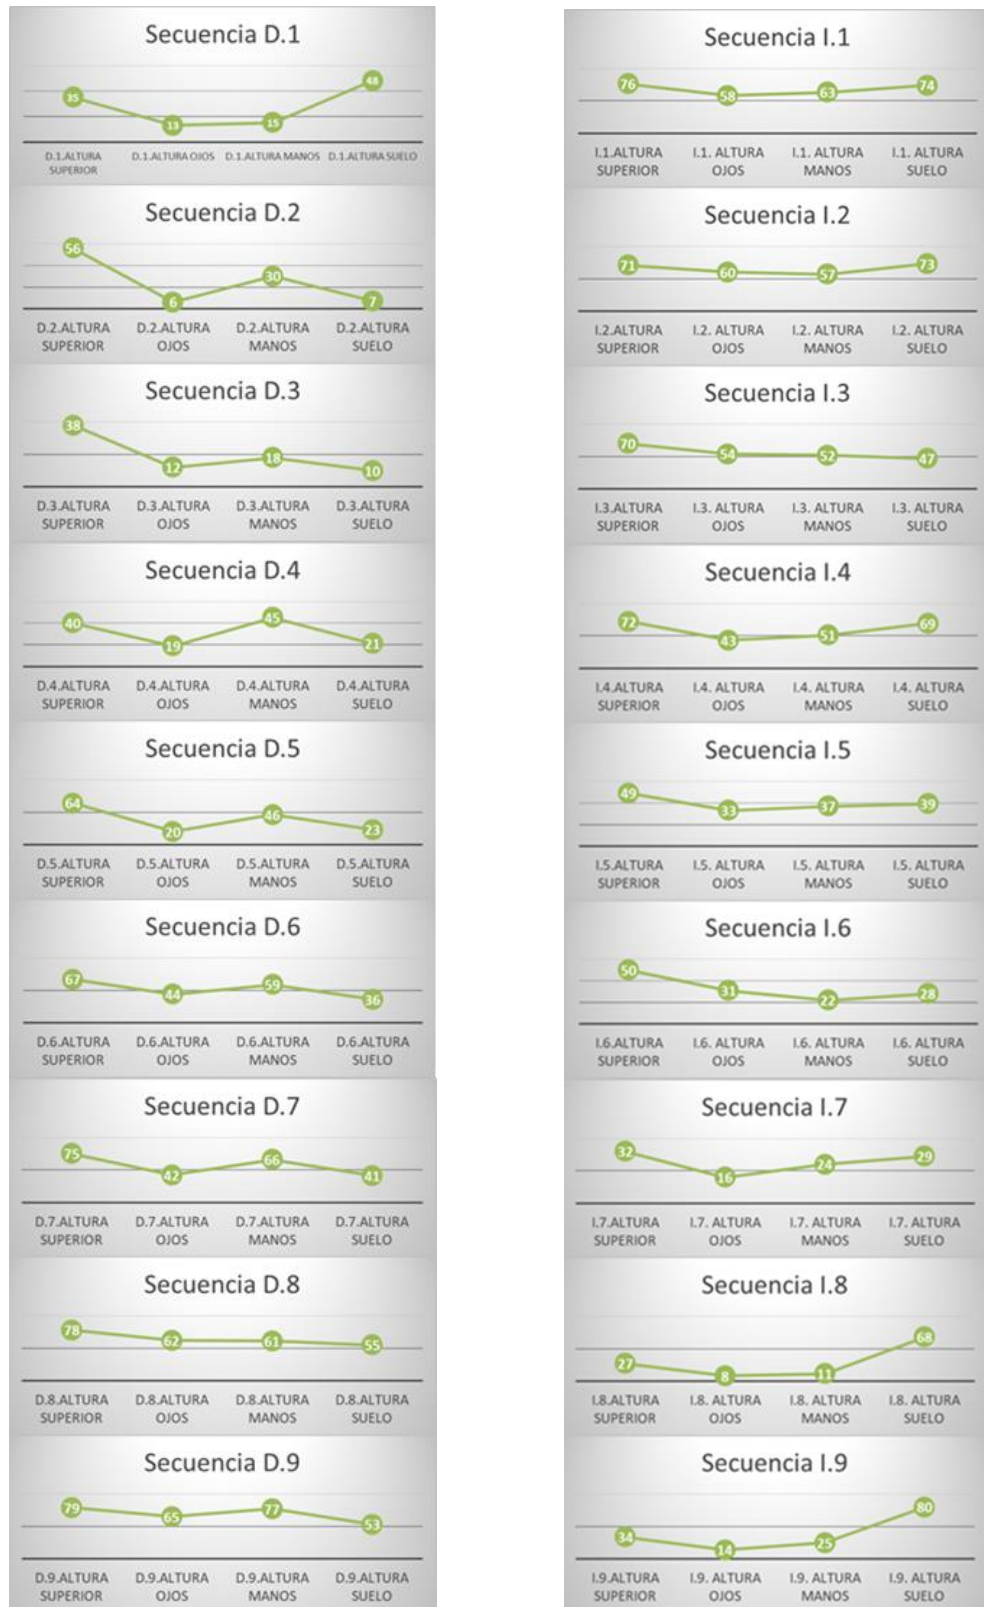 Secuencia D.1
35 13 15 48
D.1.ALTURA D.1.ALTURA OJOS D.1.ALTURA MANOS D.1.ALTURA SUELO
SUPERIOR
Secuencia D.2
56 6 30 7
D.2.ALTURA D.2.ALTURA D.2.ALTURA D.2.ALTURA
SUPERIOR OJOS MANOS SUELO
Secuencia D.3
38 12 18 10
D.3.ALTURA D.3.ALTURA D.3.ALTURA D.3.ALTURA
SUPERIOR OJOS MANOS SUELO
Secuencia D.4
40 19 45 21
D.4.ALTURA D.4.ALTURA D.4.ALTURA D.4.ALTURA
SUPERIOR OJOS MANOS SUELO
Secuencia D.5
64 20 46 23
D.5.ALTURA D.5.ALTURA D.5.ALTURA D.5.ALTURA
SUPERIOR OJOS MANOS SUELO
Secuencia D.6
67 44 59 36
D.6.ALTURA D.6.ALTURA D.6.ALTURA D.6.ALTURA
SUPERIOR OJOS MANOS SUELO
Secuencia D.7
75 42 66 41
D.7.ALTURA D.7.ALTURA D.7.ALTURA D.7.ALTURA
SUPERIOR OJOS MANOS SUELO
Secuencia D.8
78 62 61 55
D.8.ALTURA D.8.ALTURA D.8.ALTURA D.8.ALTURA
SUPERIOR OJOS MANOS SUELO
Secuencia D.9
79 65 77 53
D.9.ALTURA D.9.ALTURA D.9.ALTURA D.9.ALTURA
SUPERIOR OJOS MANOS SUELO
Secuencia I.1
76 58 63 74
I.1.ALTURA I.1. ALTURA I.1. ALTURA I.1. ALTURA
SUPERIOR OJOS MANOS SUELO
Secuencia I.2
71 60 57 73
I.2.ALTURA I.2. ALTURA I.2. ALTURA I.2. ALTURA
SUPERIOR OJOS MANOS SUELO
Secuencia I.3
70 54 52 47
I.3.ALTURA I.3. ALTURA I.3. ALTURA I.3. ALTURA
SUPERIOR OJOS MANOS SUELO
Secuencia I.4
72 43 51 69
I.4.ALTURA I.4. ALTURA I.4. ALTURA I.4. ALTURA
SUPERIOR OJOS MANOS SUELO
Secuencia I.5
49 33 37 39
I.5.ALTURA I.5. ALTURA I.5. ALTURA I.5. ALTURA
SUPERIOR OJOS MANOS SUELO
Secuencia I.6
50 31 22 28
I.6.ALTURA I.6. ALTURA I.6. ALTURA I.6. ALTURA
SUPERIOR OJOS MANOS SUELO
Secuencia I.7
32 16 24 29
I.7.ALTURA I.7. ALTURA I.7. ALTURA I.7. ALTURA
SUPERIOR OJOS MANOS SUELO
Secuencia I.8
27 8 11 68
I.8.ALTURA I.8. ALTURA I.8. ALTURA I.8. ALTURA
SUPERIOR OJOS MANOS SUELO
Secuencia I.9
34 14 25 80
I.9.ALTURA I.9. ALTURA I.9. ALTURA I.9. ALTURA
SUPERIOR OJOS MANOS SUELO